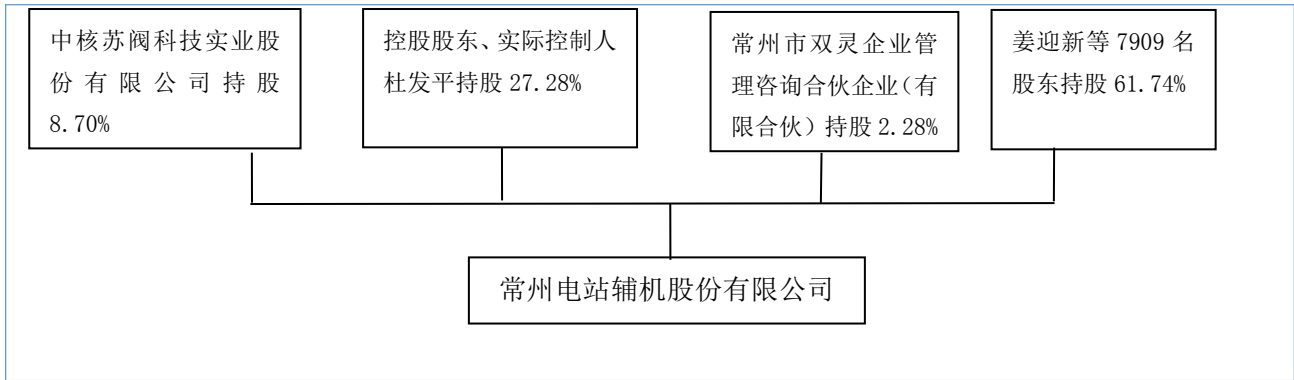 中核苏阀科技实业股
份有限公司持股
8.70%
控股股东、实际控制人
杜发平持股 27.28%
常州市双灵企业管
理咨询合伙企业（有
限合伙）持股 2.28%
姜迎新等 7909 名
股东持股 61.74%
常州电站辅机股份有限公司